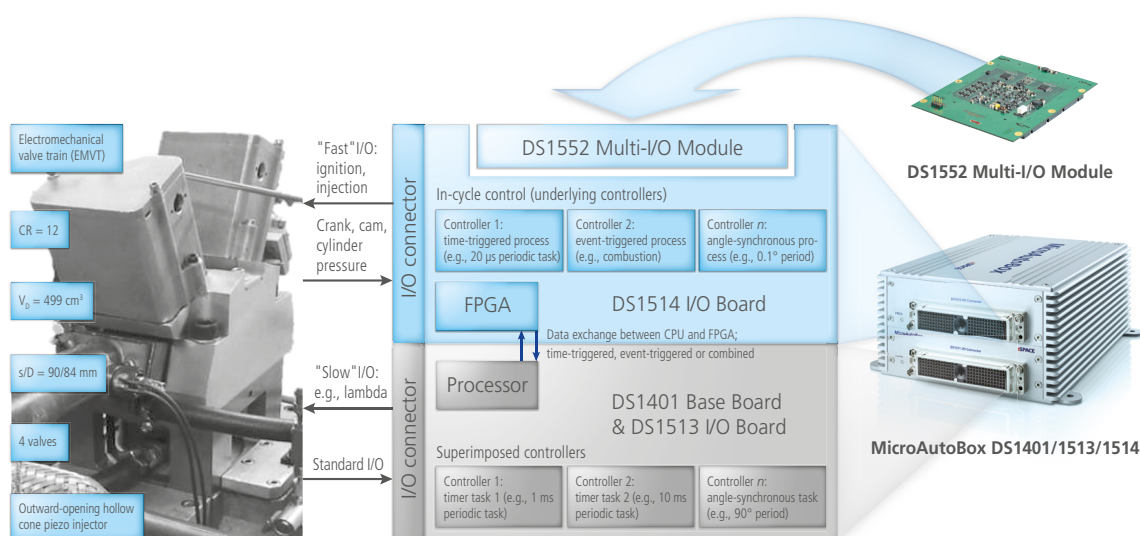 Electromechanical
valve train (EMVT)
CR = 12
V_D = 499 cm³
s/D = 90/84 mm
4 valves
Outward-opening hollow
cone piezo injector
"Fast"I/O:
ignition,
injection
Crank, cam,
cylinder
pressure
"Slow"I/O:
e.g., lambda
Standard I/O
I/O connector
I/O connector
DS1552 Multi-I/O Module
In-cycle control (underlying controllers)
Controller 1:
time-triggered process
(e.g., 20 µs periodic task)
Controller 2:
event-triggered process
(e.g., combustion)
Controller n:
angle-synchronous pro-
cess (e.g., 0.1° period)
FPGA
DS1514 I/O Board
Data exchange between CPU and FPGA;
time-triggered, event-triggered or combined
Processor
DS1401 Base Board
& DS1513 I/O Board
Superimposed controllers
Controller 1:
timer task 1 (e.g., 1 ms
periodic task)
Controller 2:
timer task 2 (e.g., 10 ms
periodic task)
Controller n:
angle-synchronous task
(e.g., 90° period)
DS1552 Multi-I/O Module
MicroAutoBox
dSPACE
MicroAutoBox DS1401/1513/1514